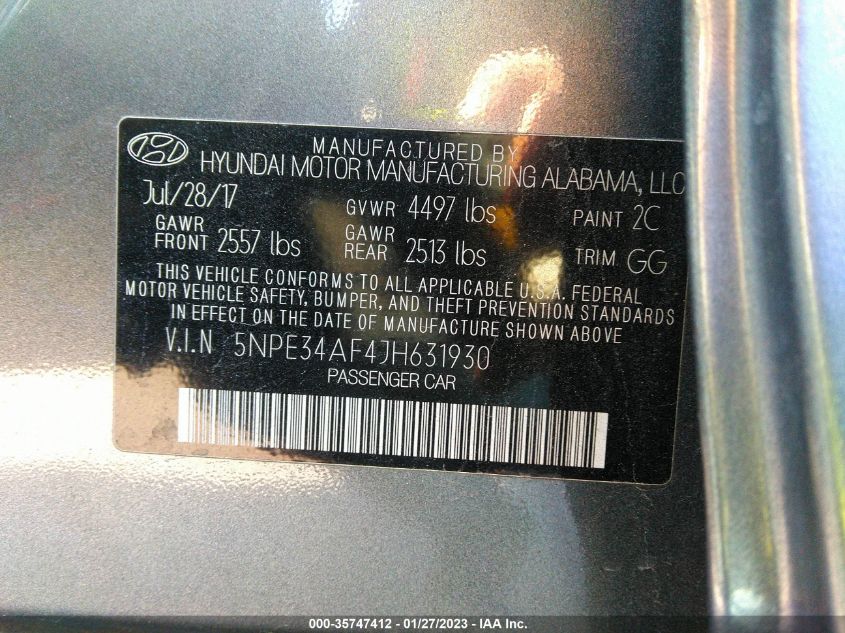 MANUFACTURED BY
HYUNDAI MOTOR MANUFACTURING ALABAMA, LLC
Jul/28/17 GVWR 4497 lbs PAINT 2C
GAWR FRONT 2557 lbs GAWR REAR 2513 lbs TRIM GG
THIS VEHICLE CONFORMS TO ALL APPLICABLE U.S.A. FEDERAL
MOTOR VEHICLE SAFETY, BUMPER, AND THEFT PREVENTION STANDARDS
IN EFFECT ON THE DATE OF MANUFACTURE SHOWN ABOVE
V.I.N 5NPE34AF4JH631930
PASSENGER CAR
000-35747412 - 01/27/2023 - IAA Inc.